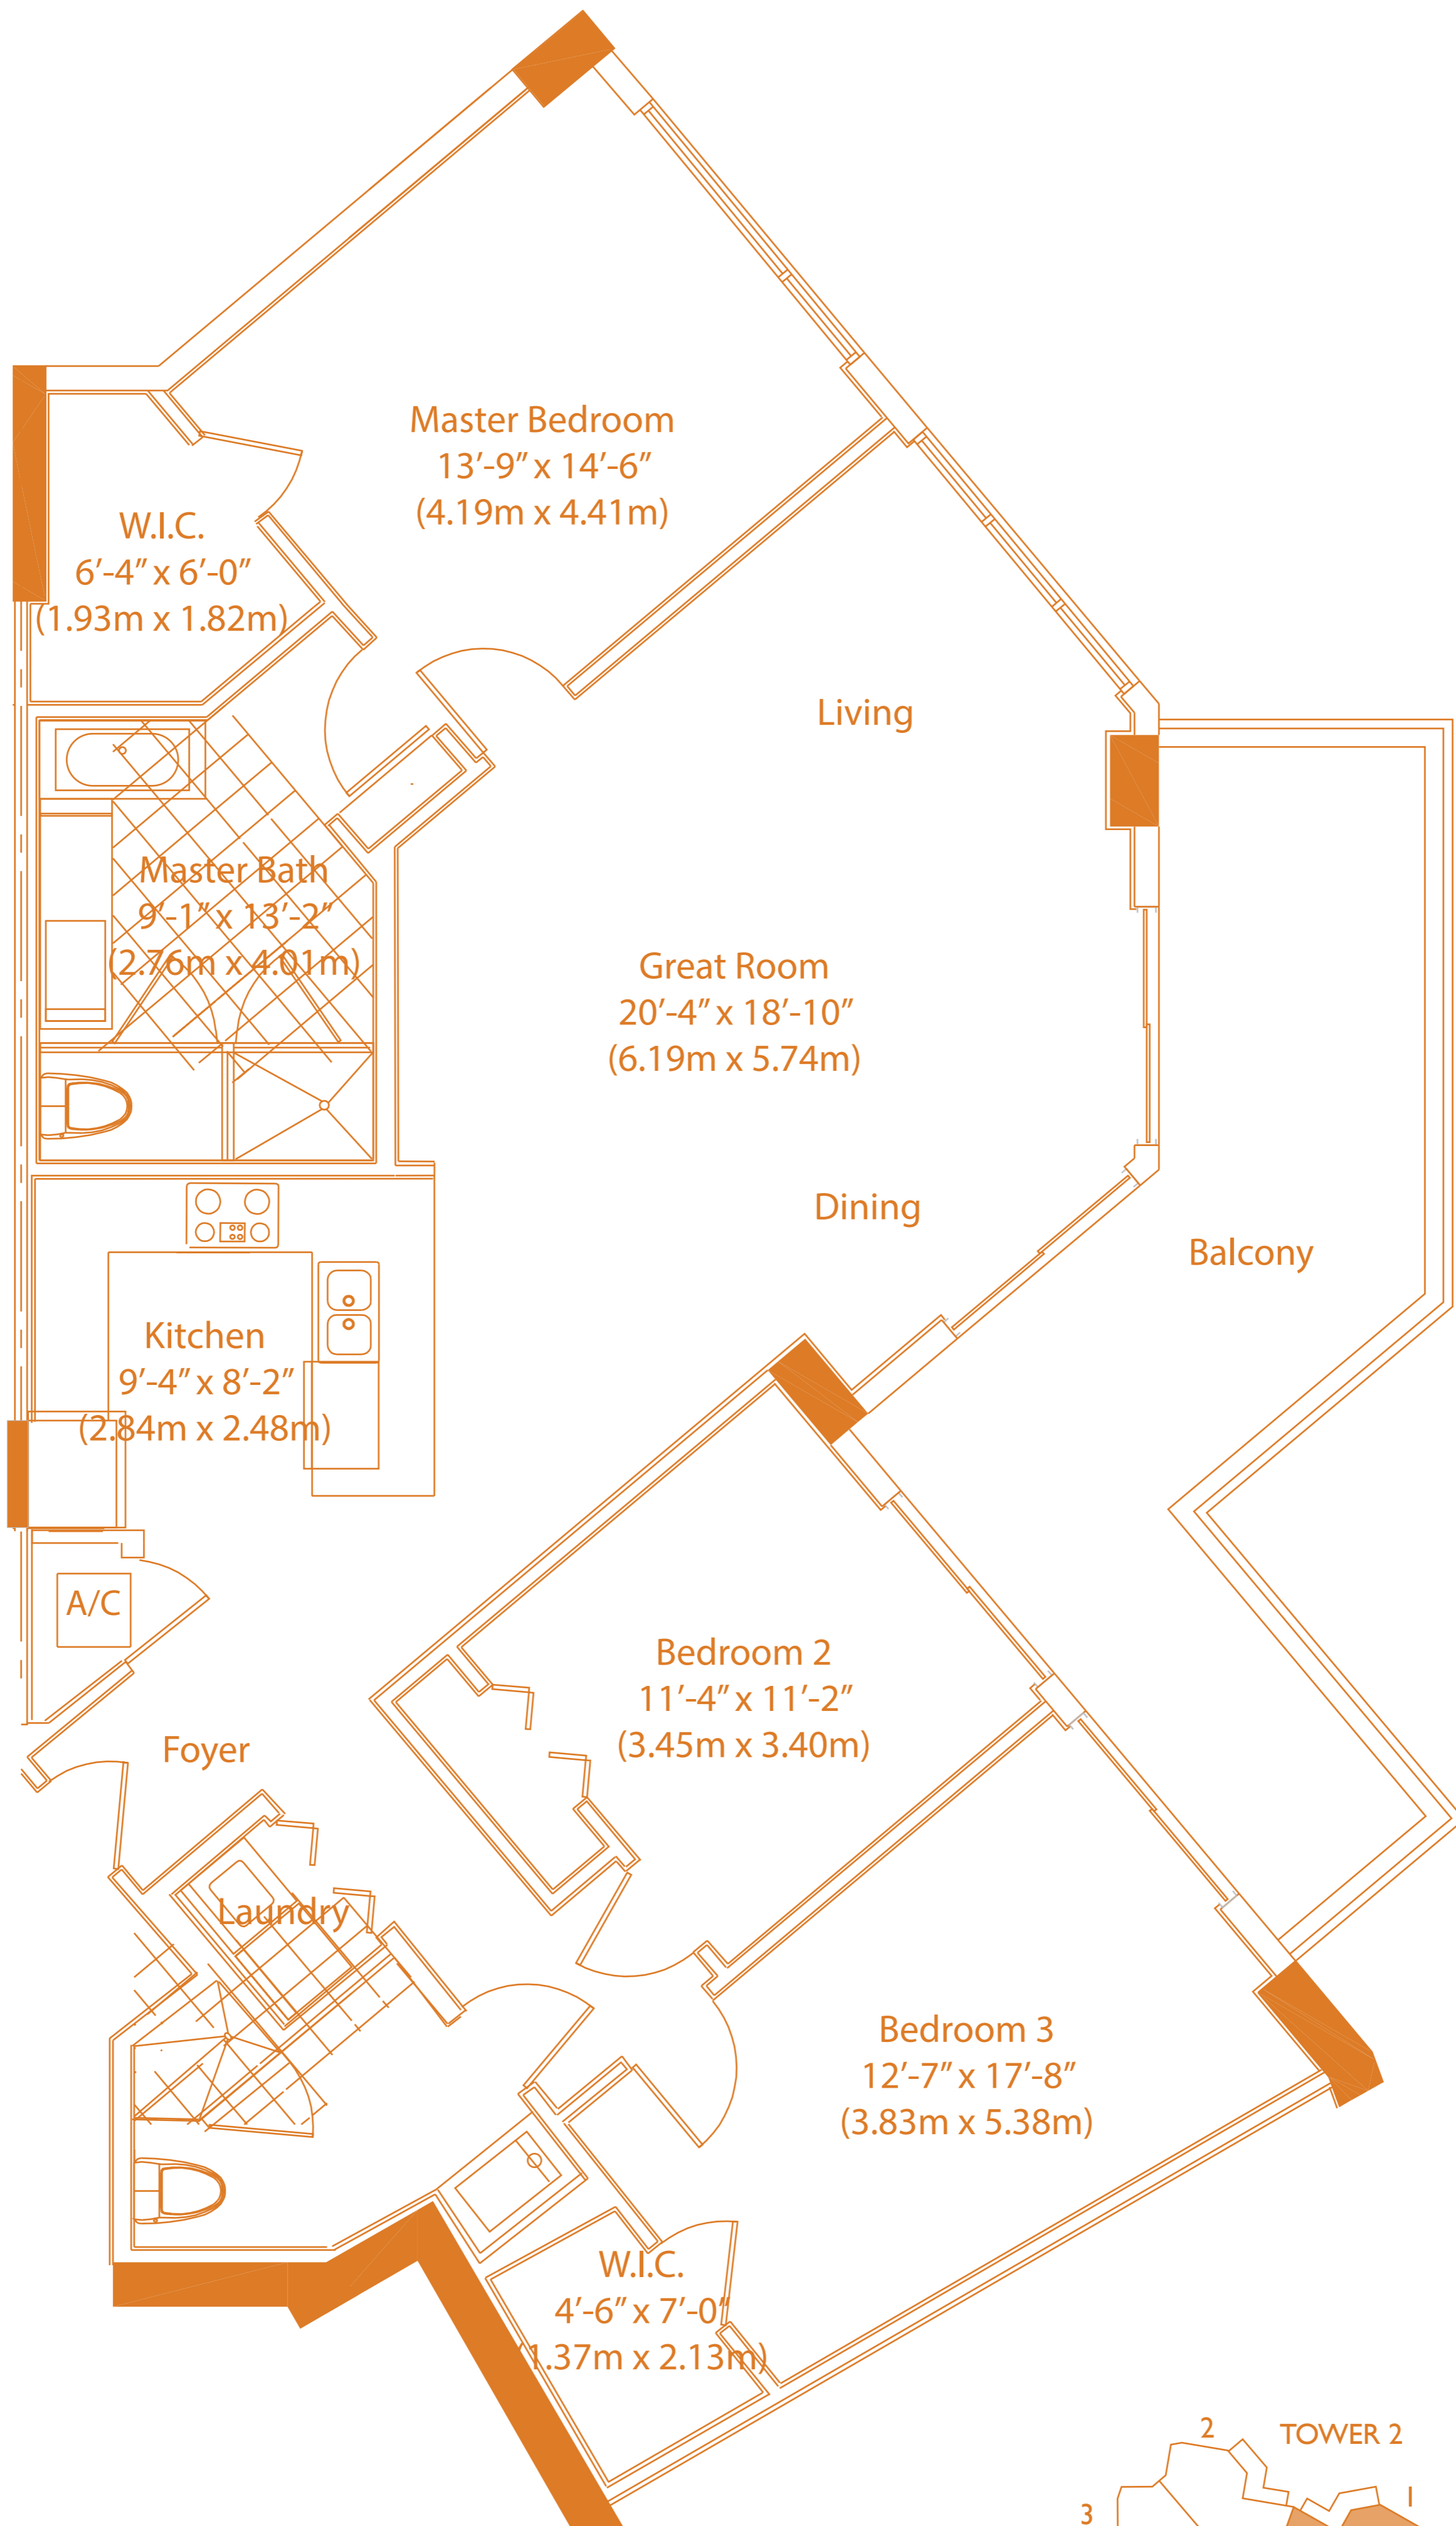 Master Bedroom
13′-9″ x 14′-6″
(4.19m x 4.41m)
W.I.C.
6′-4″ x 6′-0″
(1.93m x 1.82m)
Living
Master Bath
9′-1″ x 13′-2″
(2.76m x 4.01m)
Great Room
20′-4″ x 18′-10″
(6.19m x 5.74m)
Dining
Balcony
Kitchen
9′-4″ x 8′-2″
(2.84m x 2.48m)
A/C
Bedroom 2
11′-4″ x 11′-2″
(3.45m x 3.40m)
Foyer
Laundry
Bedroom 3
12′-7″ x 17′-8″
(3.83m x 5.38m)
W.I.C.
4′-6″ x 7′-0″
(1.37m x 2.13m)
2
TOWER 2
1
3